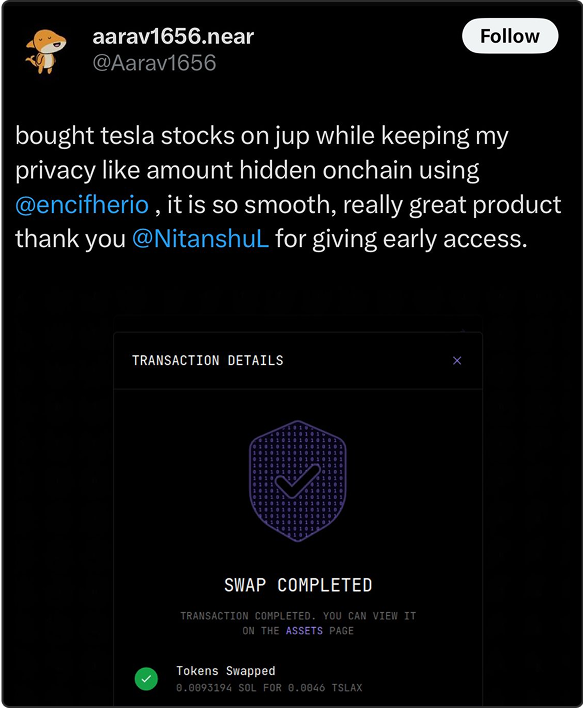 aarav1656.near
Follow
@Aarav1656
bought tesla stocks on jup while keeping my
privacy like amount hidden onchain using
@encifherio , it is so smooth, really great product
thank you @NitanshuL for giving early access.
TRANSACTION DETAILS
SWAP COMPLETED
TRANSACTION COMPLETED. YOU CAN VIEW IT
ON THE ASSETS PAGE
Tokens Swapped
0.0093194 SOL FOR 0.0046 TSLAX